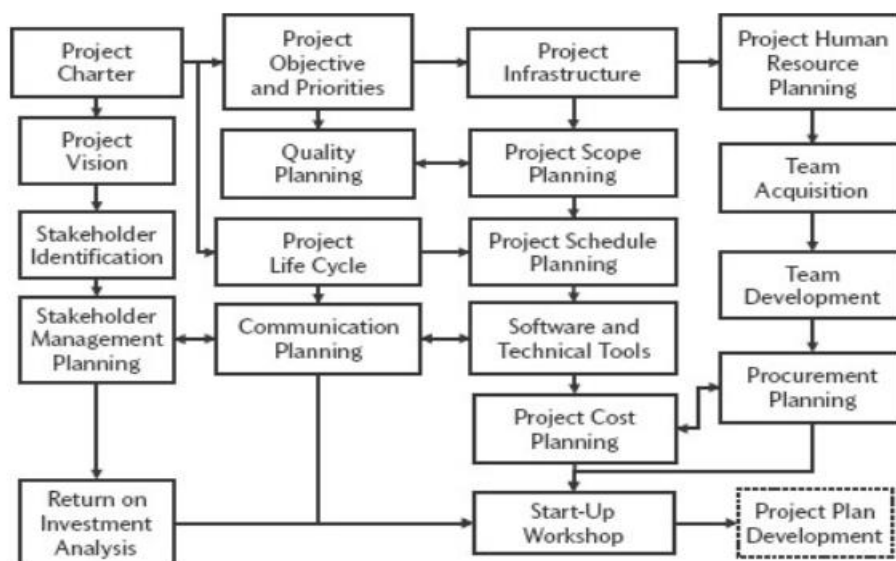 Project
Charter
Project
Objective
and Priorities
Project
Infrastructure
Project Human
Resource
Planning
Project
Vision
Quality
Planning
Project Scope
Planning
Team
Acquisition
Stakeholder
Identification
Project
Life Cycle
Project Schedule
Planning
Team
Development
Stakeholder
Management
Planning
Communication
Planning
Software and
Technical Tools
Procurement
Planning
Project Cost
Planning
Return on
Investment
Analysis
Start-Up
Workshop
Project Plan
Development